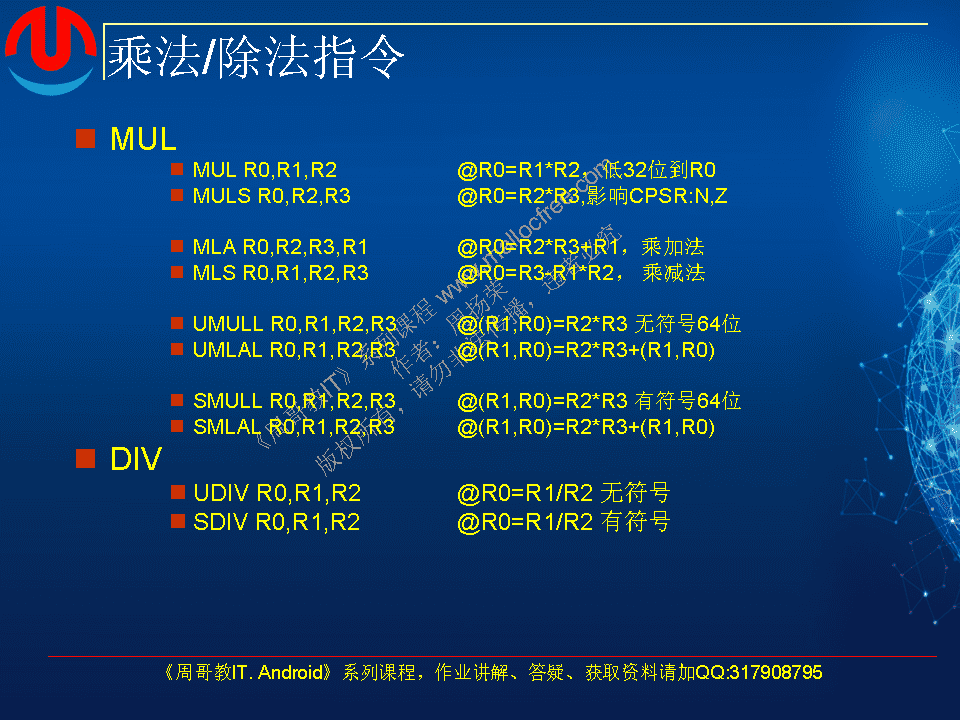 乘法/除法指令
MUL
MUL R0,R1,R2 @R0=R1*R2，低32位到R0
MULS R0,R2,R3 @R0=R2*R3,影响CPSR:N,Z
MLA R0,R2,R3,R1 @R0=R2*R3+R1，乘加法
MLS R0,R1,R2,R3 @R0=R3-R1*R2， 乘减法
UMULL R0,R1,R2,R3 @(R1,R0)=R2*R3 无符号64位
UMLAL R0,R1,R2,R3 @(R1,R0)=R2*R3+(R1,R0)
SMULL R0,R1,R2,R3 @(R1,R0)=R2*R3 有符号64位
SMLAL R0,R1,R2,R3 @(R1,R0)=R2*R3+(R1,R0)
DIV
UDIV R0,R1,R2 @R0=R1/R2 无符号
SDIV R0,R1,R2 @R0=R1/R2 有符号
《周哥教IT》系列课程 www.mallocfree.com
作者：周扬荣
版权所有，请勿非法传播，违者必究
《周哥教IT. Android》系列课程，作业讲解、答疑、获取资料请加QQ:317908795